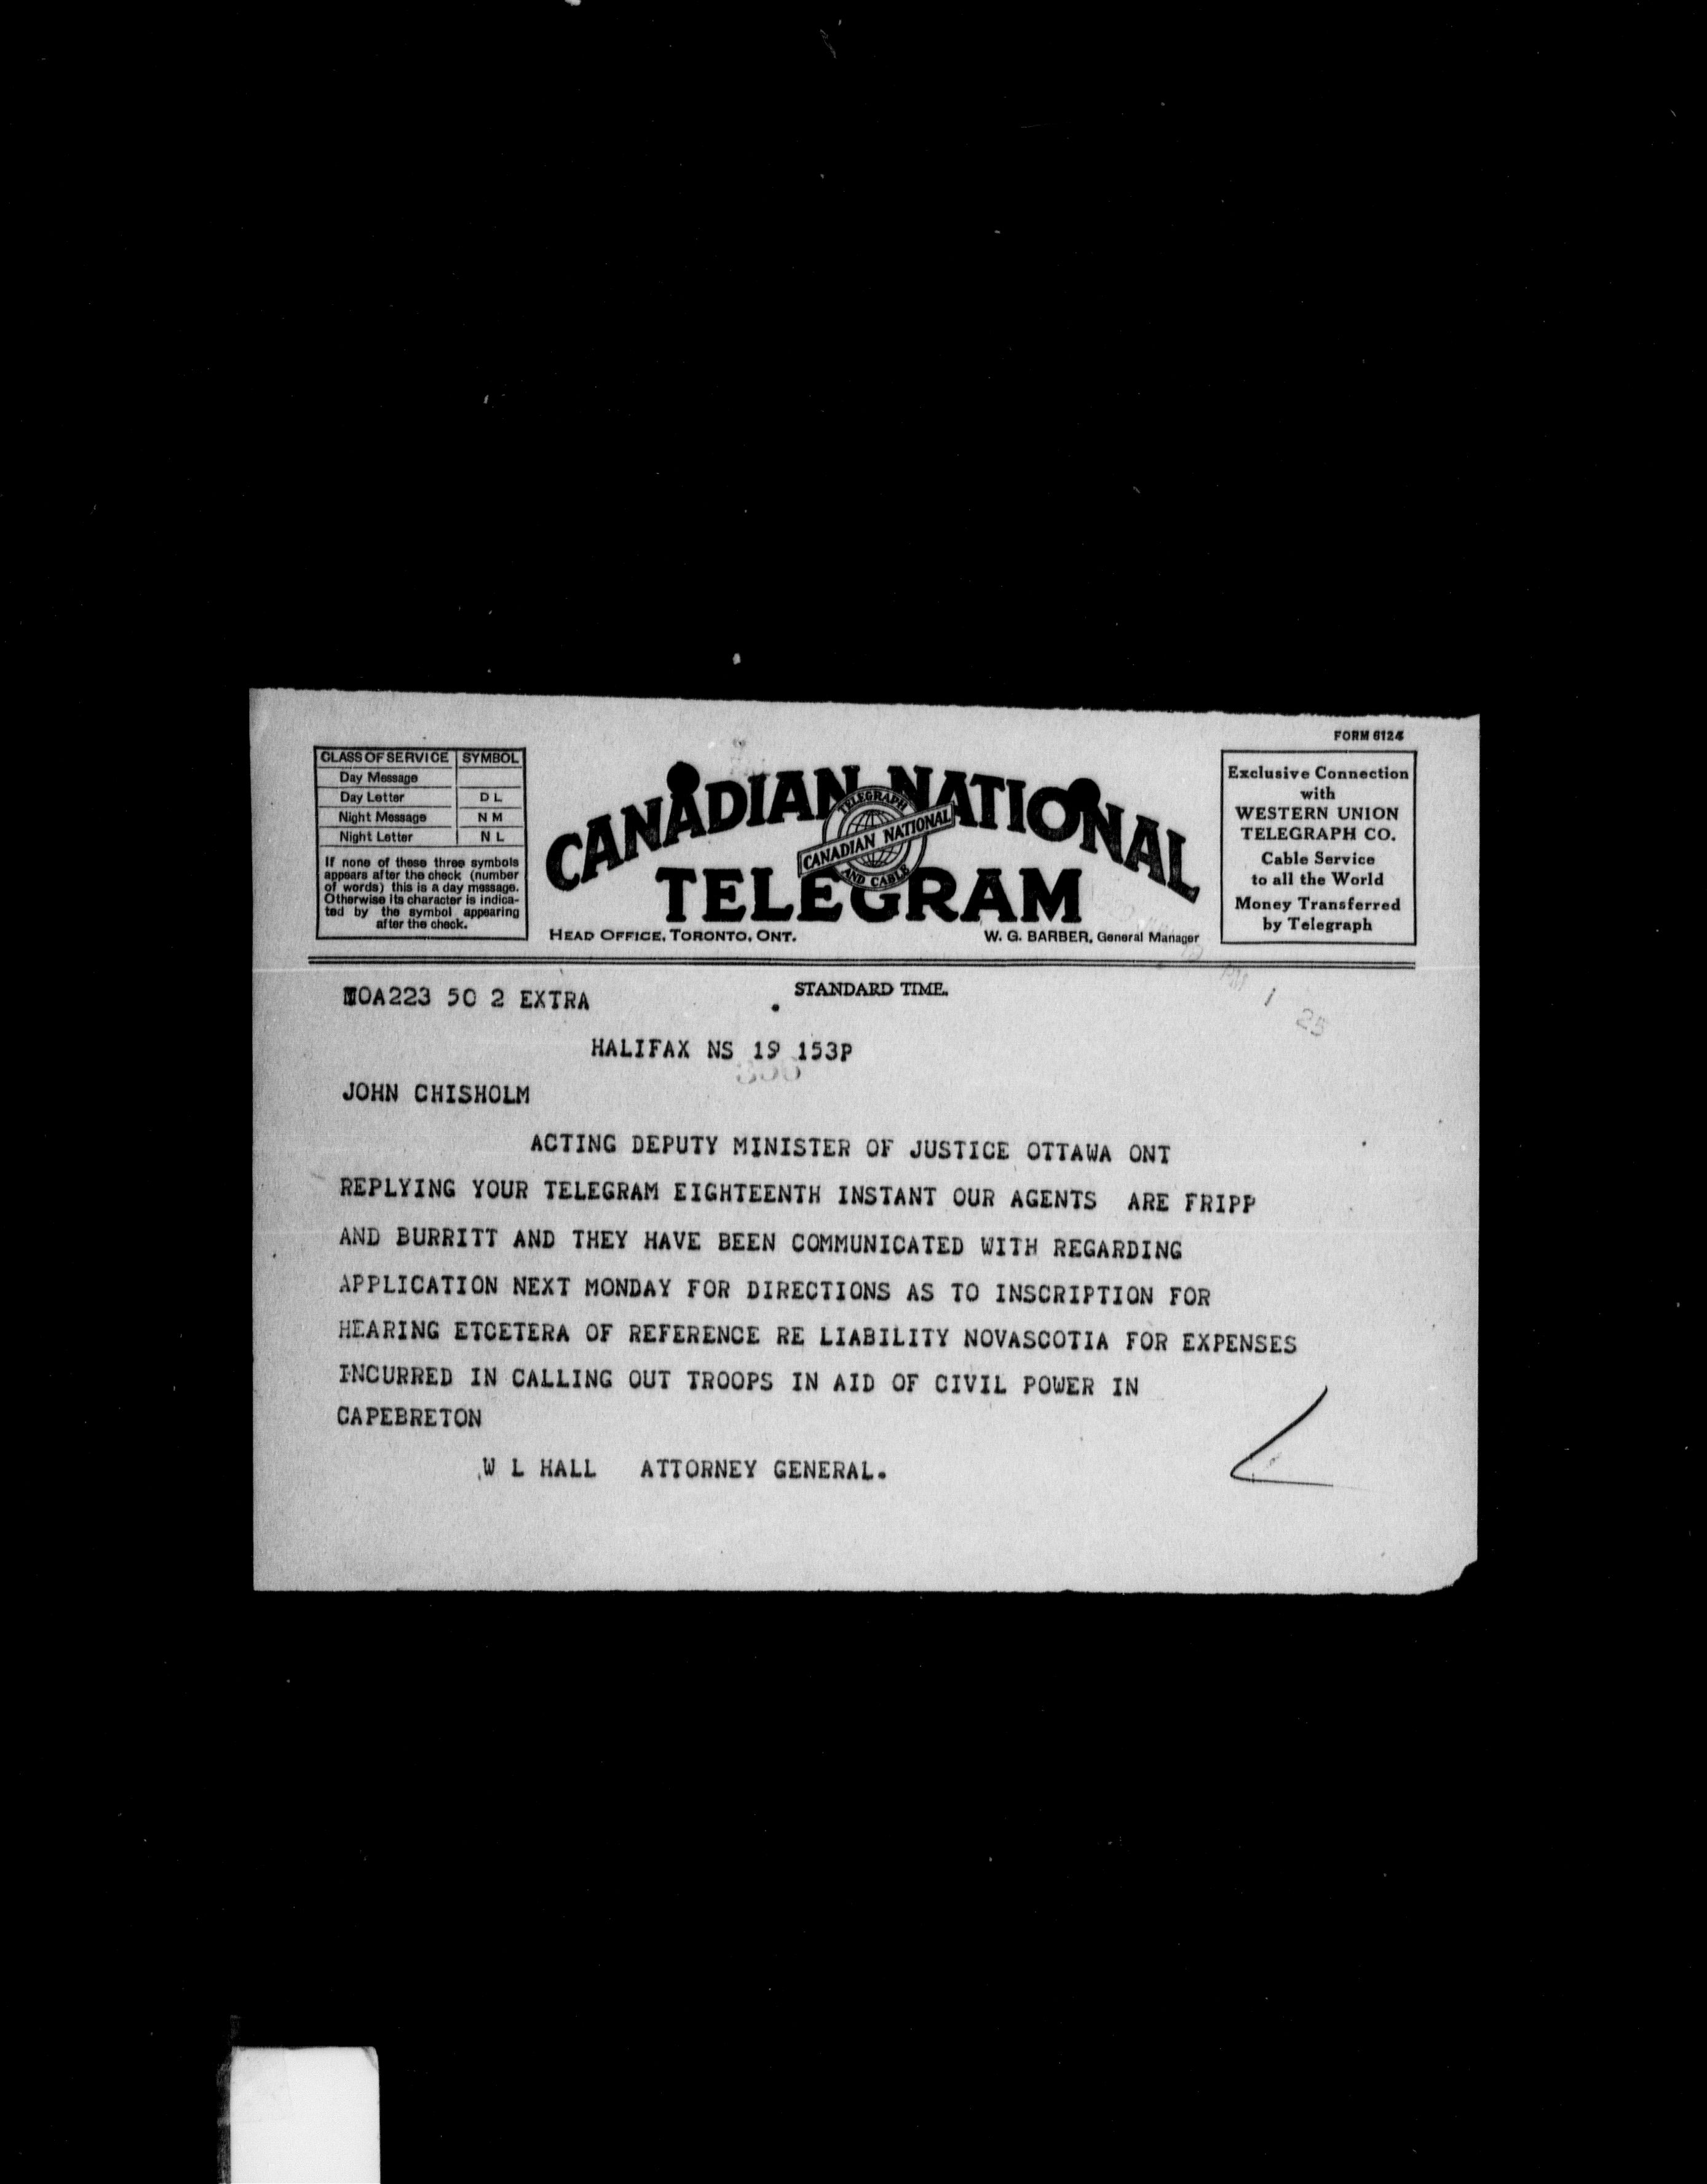 FORM 6124
CLASS OF SERVICE SYMBOL
Day Message
Day Letter D L
Night Message N M
Night Letter N L
If none of these three symbols
appears after the check (number
of words) this is a day message.
Otherwise its character is indica-
ted by the symbol appearing
after the check.
CANADIAN NATIONAL
TELEGRAPH
CANADIAN NATIONAL
AND CABLE
TELEGRAM
HEAD OFFICE, TORONTO, ONT.
W. G. BARBER, General Manager
Exclusive Connection
with
WESTERN UNION
TELEGRAPH CO.
Cable Service
to all the World
Money Transferred
by Telegraph
STANDARD TIME.
PM 1 25
50 2 EXTRA
HALIFAX NS 19 153P
JOHN CHISHOLM
ACTING DEPUTY MINISTER OF JUSTICE OTTAWA ONT
REPLYING YOUR TELEGRAM EIGHTEENTH INSTANT OUR AGENTS ARE FRIPP
AND BURRITT AND THEY HAVE BEEN COMMUNICATED WITH REGARDING
APPLICATION NEXT MONDAY FOR DIRECTIONS AS TO INSCRIPTION FOR
HEARING ETCETERA OF REFERENCE RE LIABILITY NOVASCOTIA FOR EXPENSES
INCURRED IN CALLING OUT TROOPS IN AID OF CIVIL POWER IN
CAPEBRETON
W L HALL ATTORNEY GENERAL.